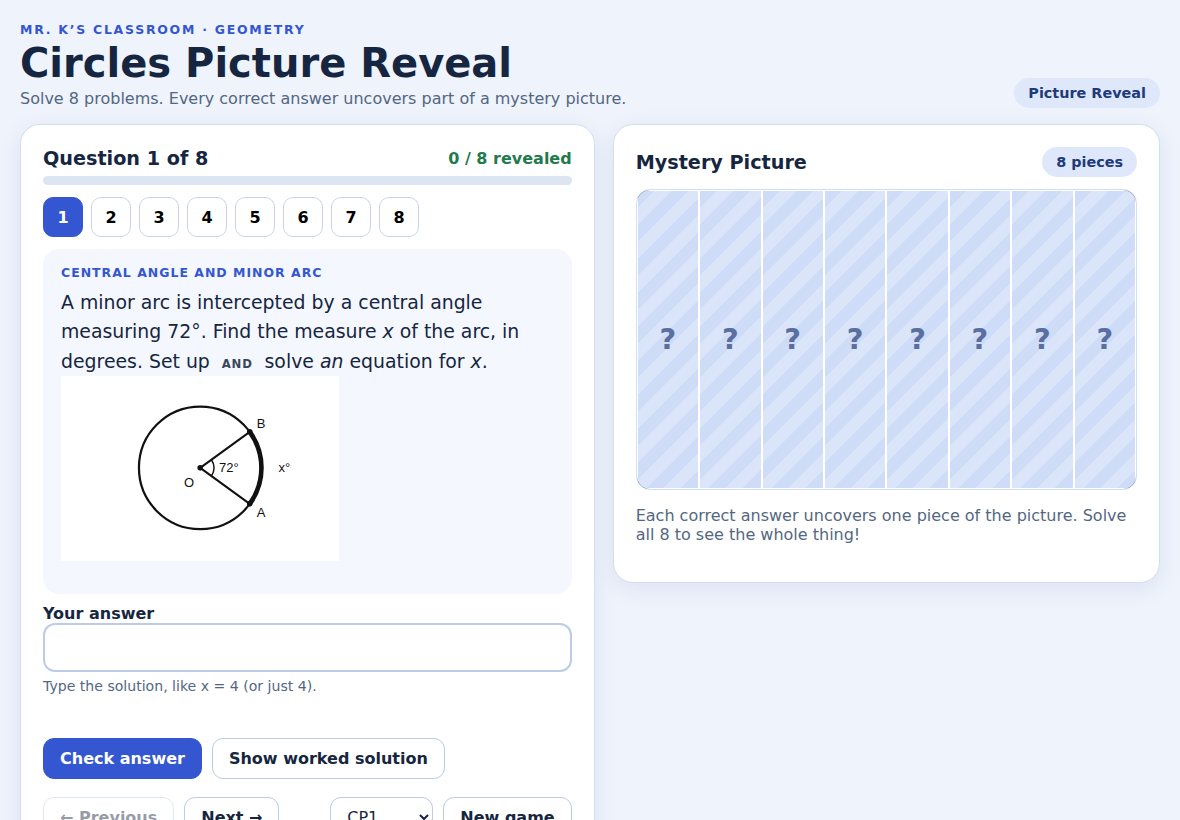 MR. K’S CLASSROOM · GEOMETRY
Circles Picture Reveal
Solve 8 problems. Every correct answer uncovers part of a mystery picture.
Picture Reveal
Question 1 of 8
0 / 8 revealed
1 2 3 4 5 6 7 8
CENTRAL ANGLE AND MINOR ARC
A minor arc is intercepted by a central angle
measuring 72°. Find the measure x of the arc, in
degrees. Set up AND solve an equation for x.
B
72°
x°
O
A
Your answer
Type the solution, like x = 4 (or just 4).
Check answer
Show worked solution
← Previous
Next →
CP1
New game
Mystery Picture
8 pieces
? ? ? ? ? ? ? ?
Each correct answer uncovers one piece of the picture. Solve
all 8 to see the whole thing!